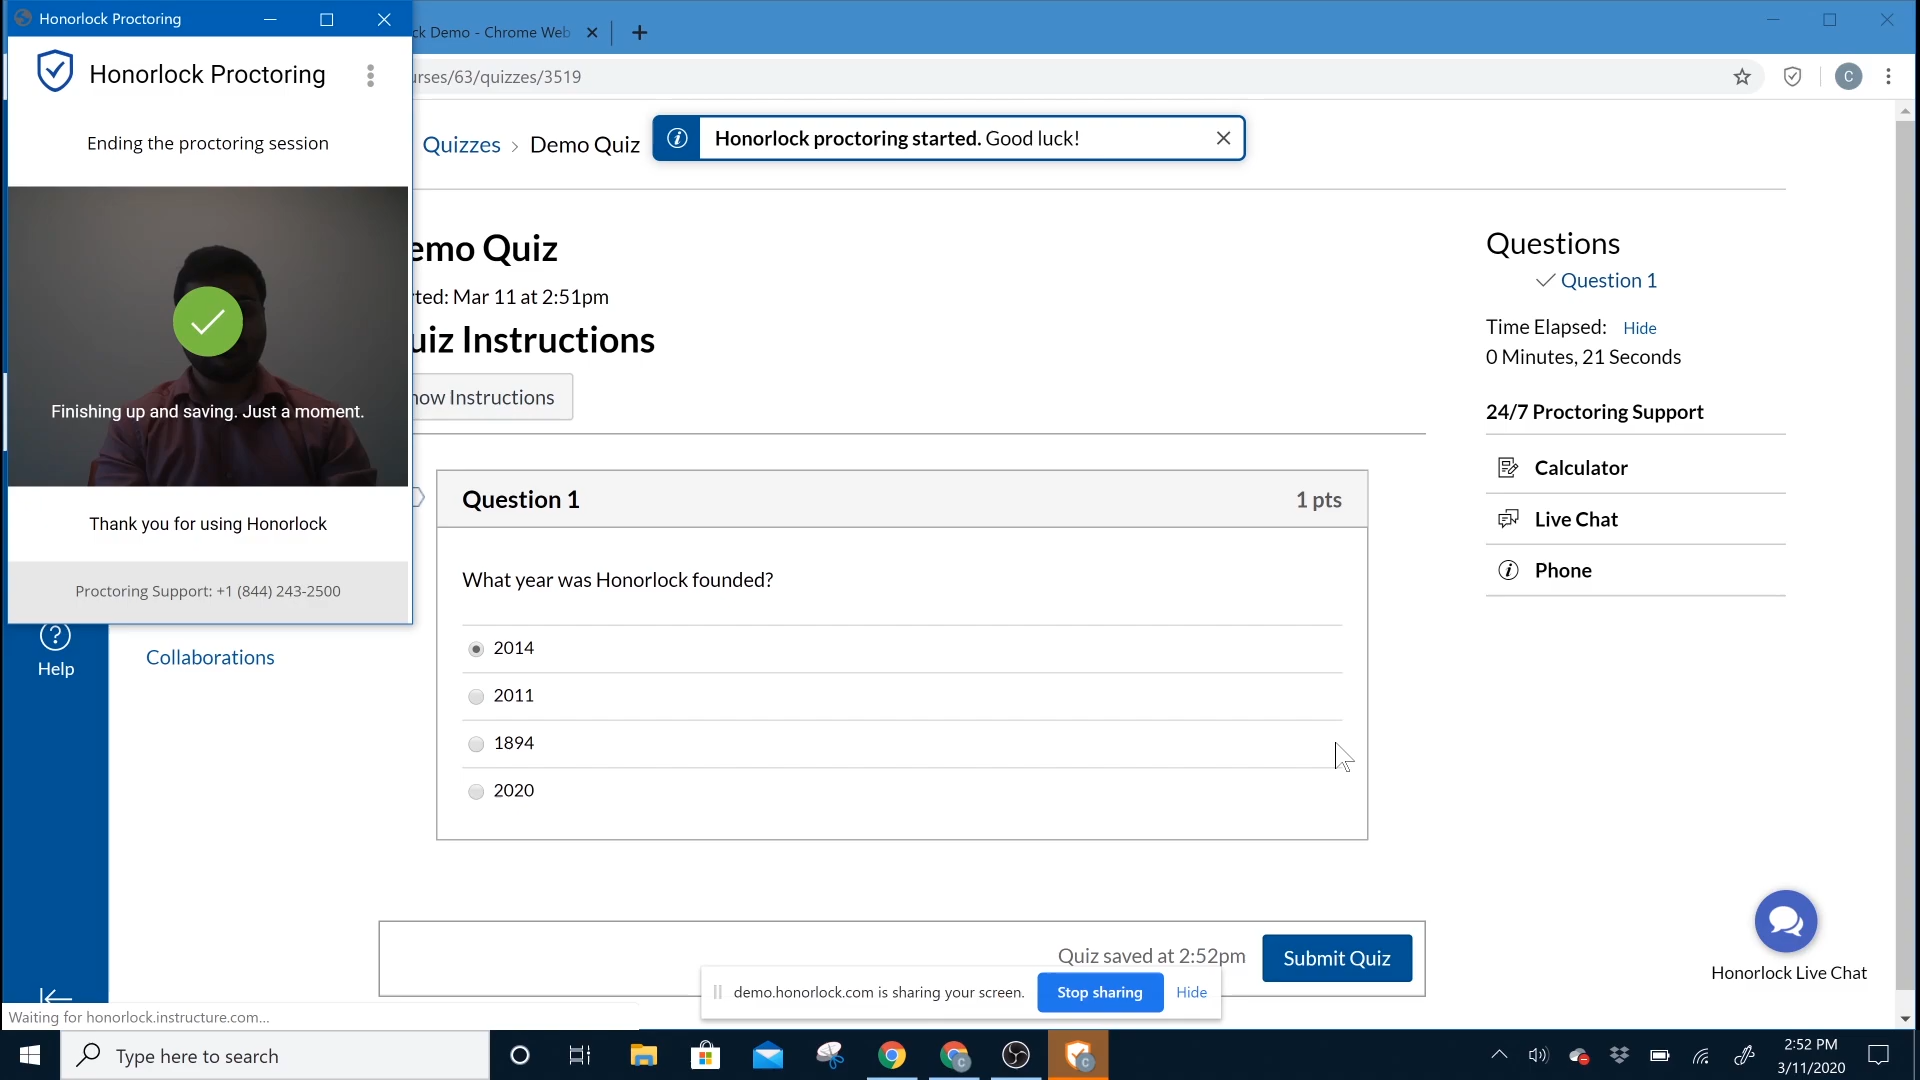 Honorlock Proctoring
Honorlock Proctoring
Ending the proctoring session
Finishing up and saving. Just a moment.
Thank you for using Honorlock
Proctoring Support: +1 (844) 243-2500
ck Demo - Chrome Web
urses/63/quizzes/3519
C
Quizzes › Demo Quiz
Honorlock proctoring started. Good luck!
emo Quiz
rted: Mar 11 at 2:51pm
uiz Instructions
how Instructions
Question 1
1 pts
What year was Honorlock founded?
2014
2011
1894
2020
Quiz saved at 2:52pm
Submit Quiz
Questions
Question 1
Time Elapsed: Hide
0 Minutes, 21 Seconds
24/7 Proctoring Support
Calculator
Live Chat
Phone
Honorlock Live Chat
Help
Collaborations
demo.honorlock.com is sharing your screen.
Stop sharing
Hide
Waiting for honorlock.instructure.com...
Type here to search
C
C
2:52 PM
3/11/2020